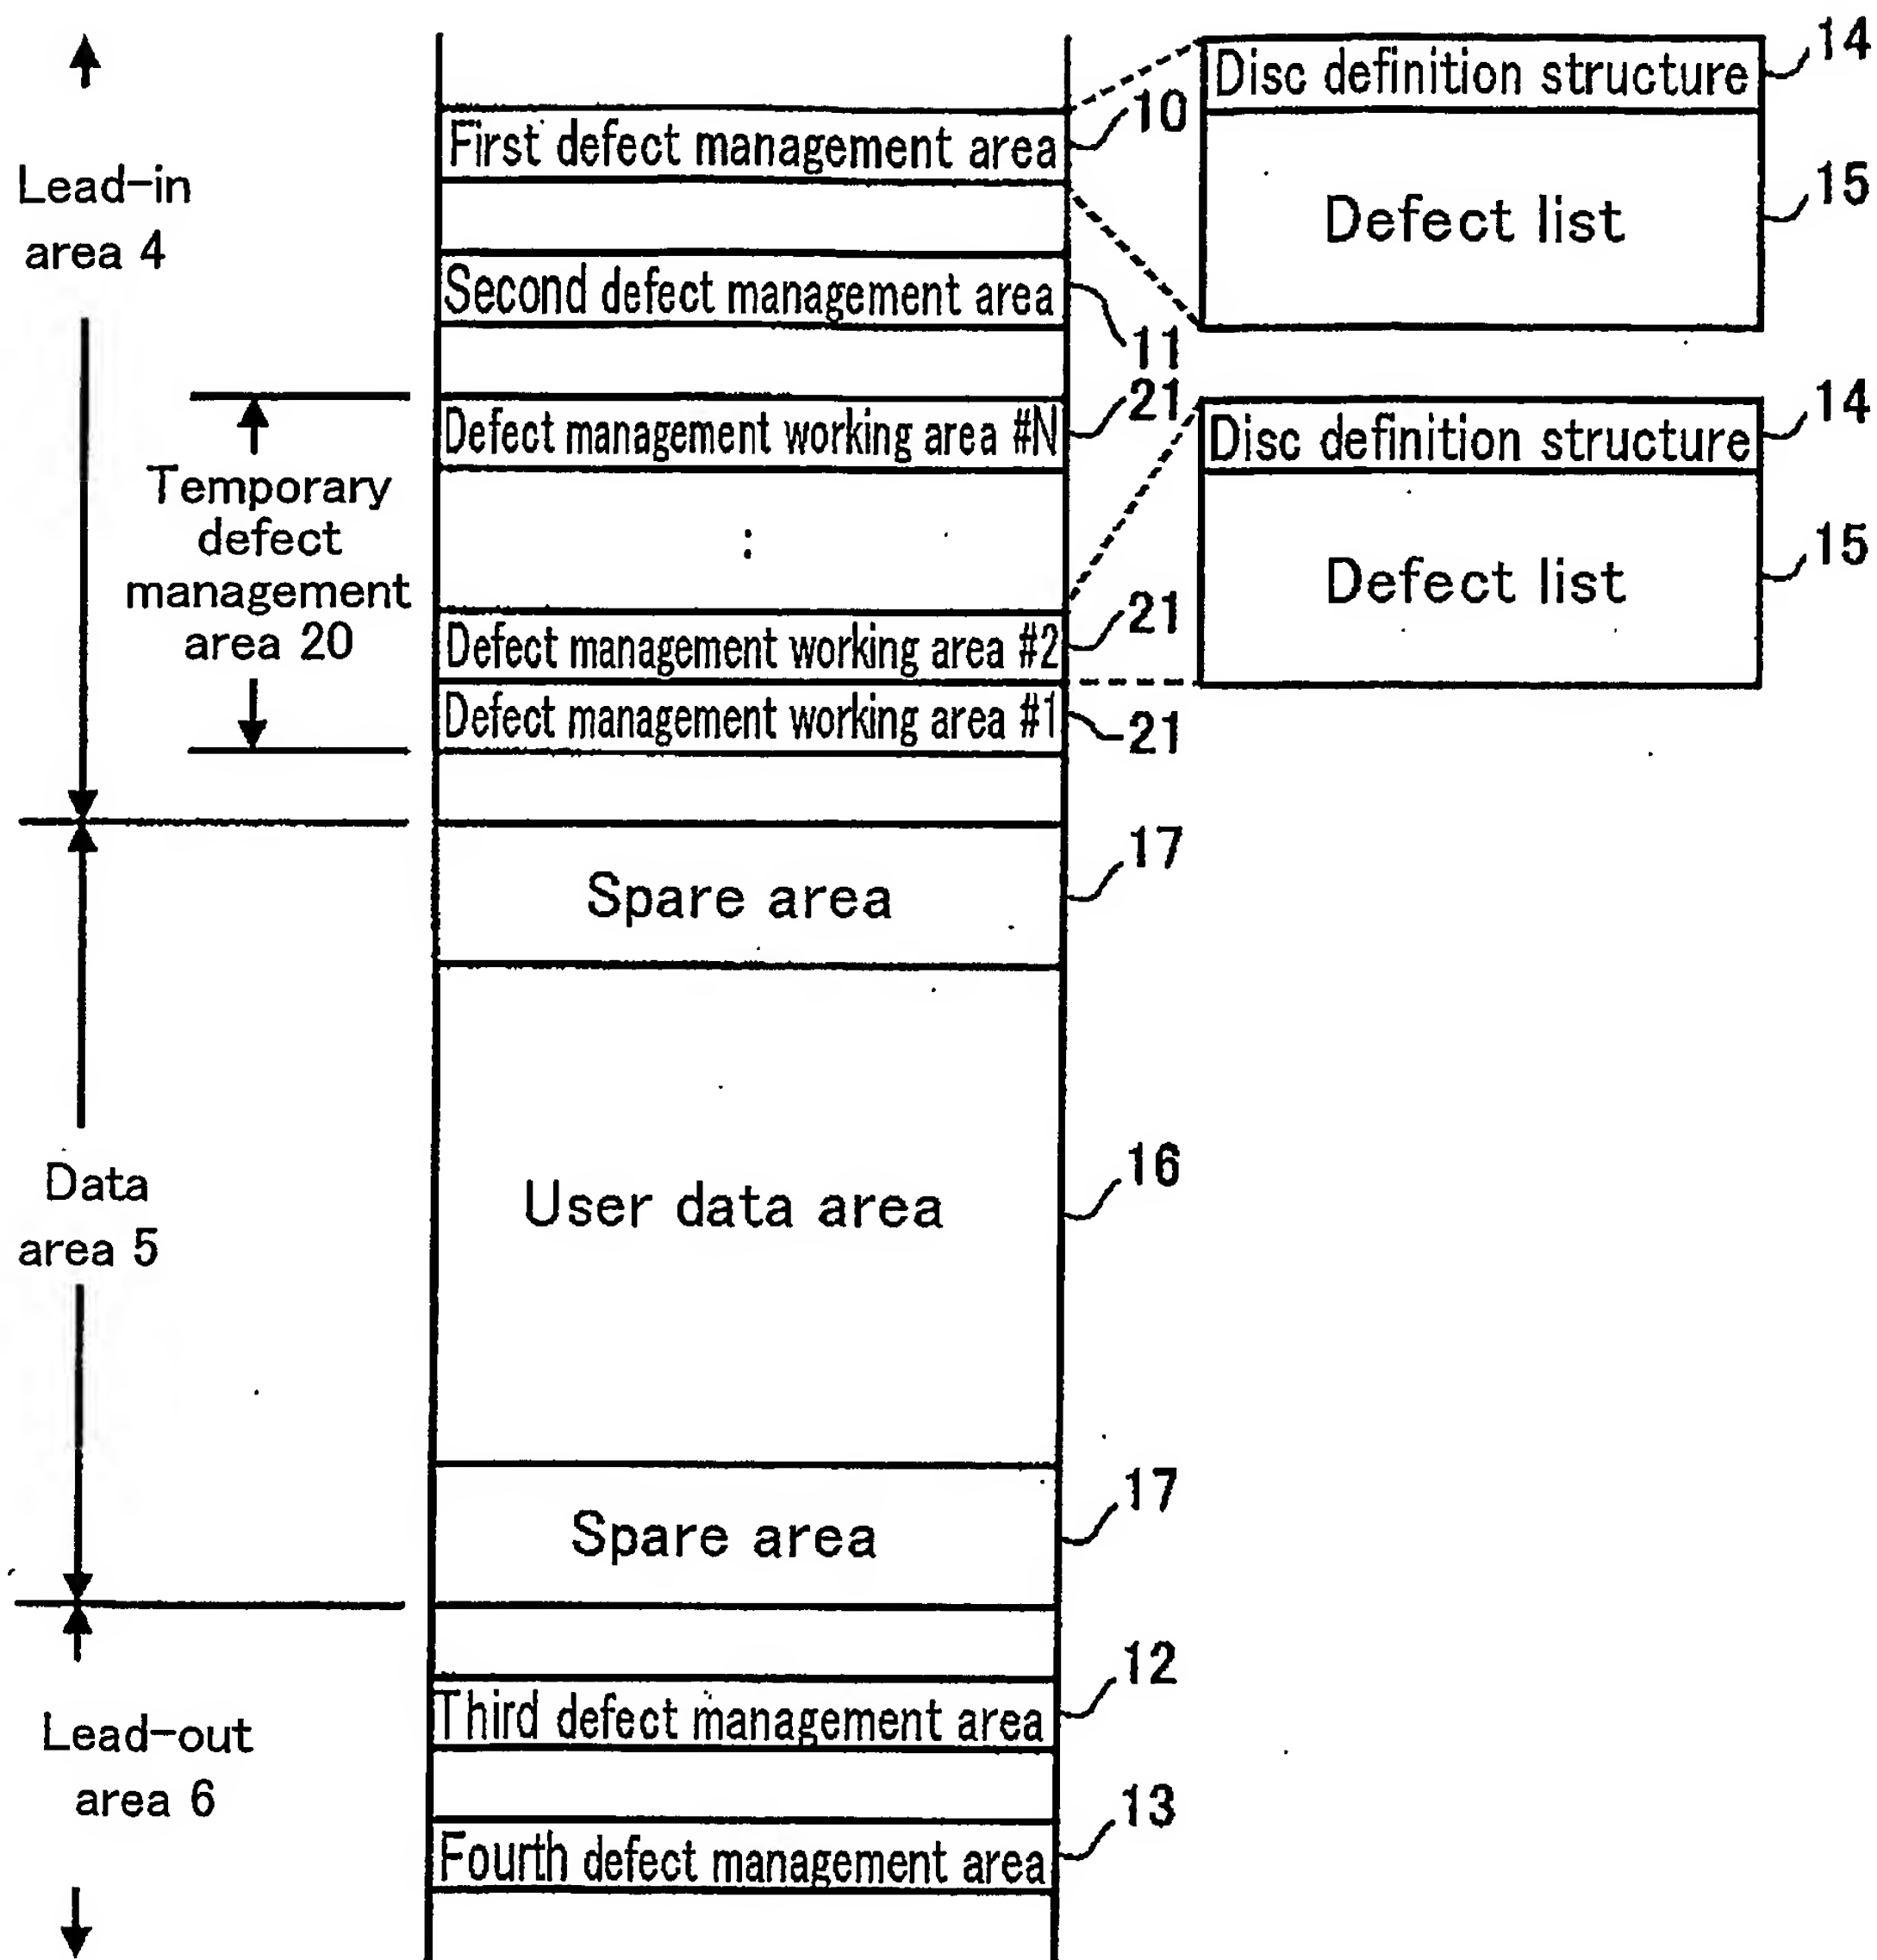 Lead-in
area 4
Temporary
defect
management
area 20
Data
area 5
Lead-out
area 6
First defect management area
10
Second defect management area
11
Defect management working area #N
21
:
Defect management working area #2
21
Defect management working area #1
21
Spare area
17
User data area
16
Spare area
17
Third defect management area
12
Fourth defect management area
13
Disc definition structure
14
Defect list
15
Disc definition structure
14
Defect list
15